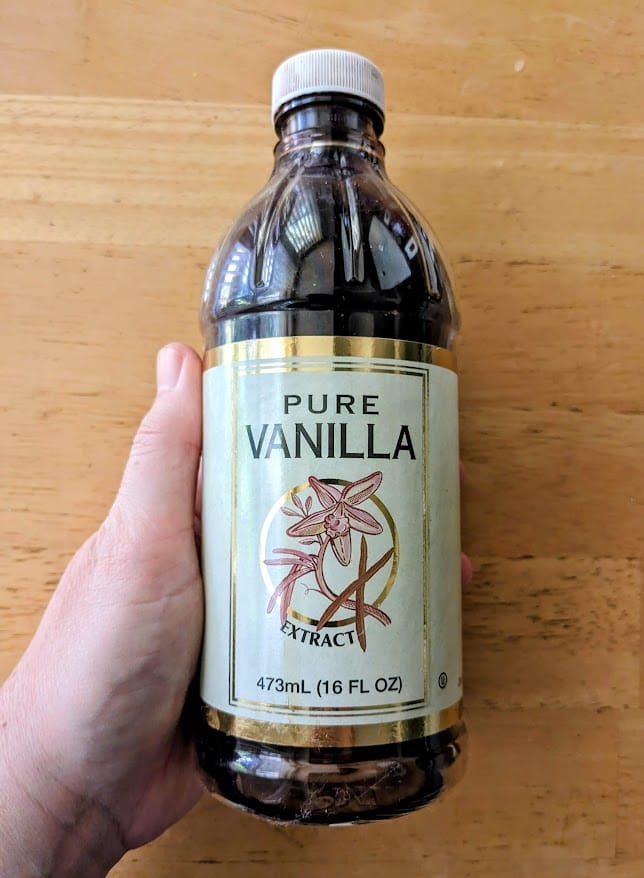 PURE
VANILLA
EXTRACT
473mL (16 FL OZ)
U